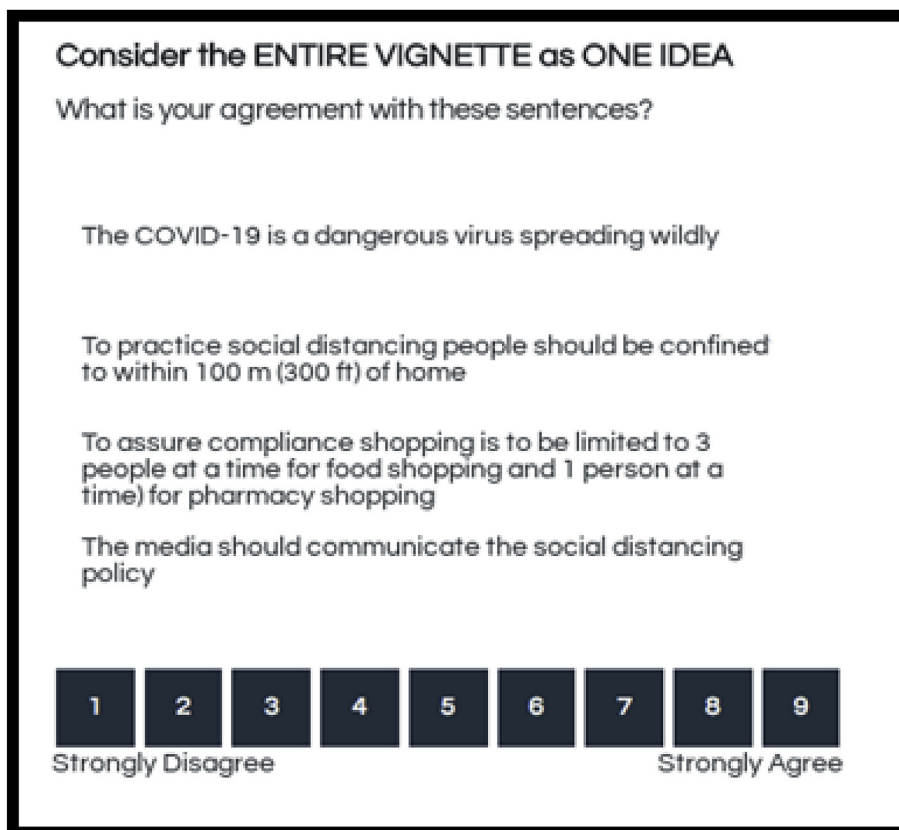 Consider the ENTIRE VIGNETTE as ONE IDEA
What is your agreement with these sentences?
The COVID-19 is a dangerous virus spreading wildly
To practice social distancing people should be confined
to within 100 m (300 ft) of home
To assure compliance shopping is to be limited to 3
people at a time for food shopping and 1 person at a
time) for pharmacy shopping
The media should communicate the social distancing
policy
1 2 3 4 5 6 7 8 9
Strongly Disagree Strongly Agree